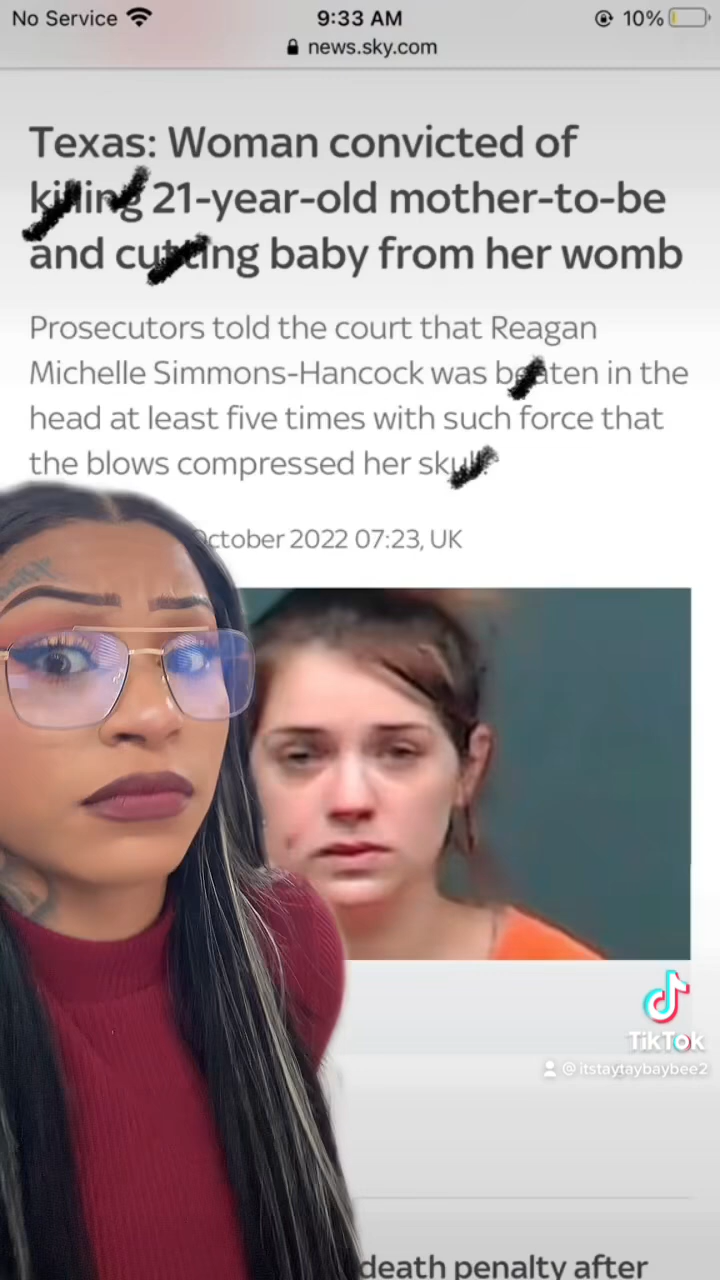 No Service
9:33 AM
10%
news.sky.com
Texas: Woman convicted of
killing 21-year-old mother-to-be
and cutting baby from her womb
Prosecutors told the court that Reagan
Michelle Simmons-Hancock was beaten in the
head at least five times with such force that
the blows compressed her skull.
October 2022 07:23, UK
TikTok
@itstaytaybaybee2
death penalty after